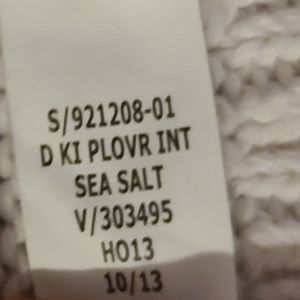 S/921208-01
D KI PLOVR INT
SEA SALT
V/303495
HO13
10/13